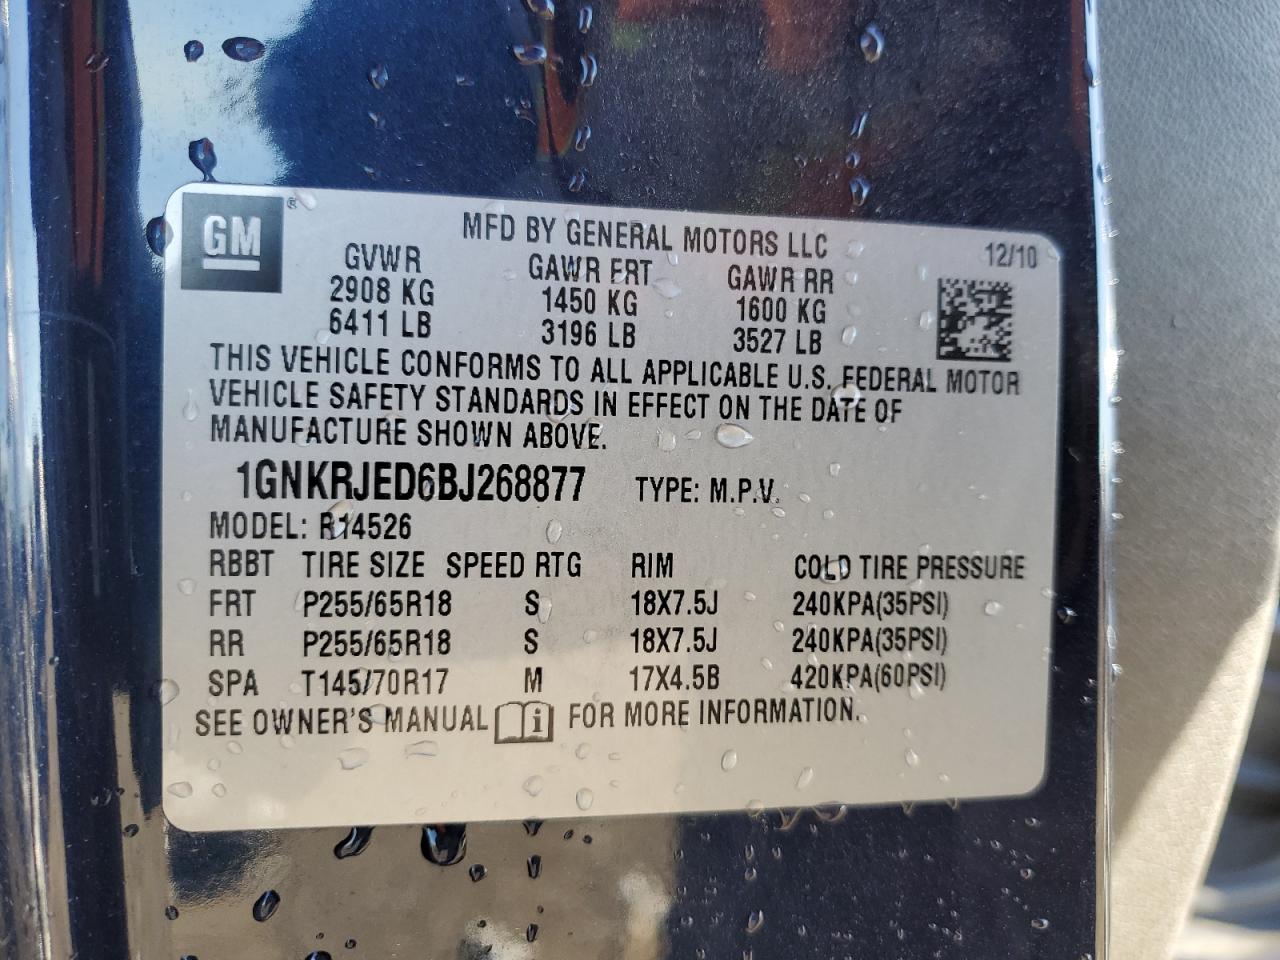 GM ®
MFD BY GENERAL MOTORS LLC 12/10
GVWR GAWR FRT GAWR RR
2908 KG 1450 KG 1600 KG
6411 LB 3196 LB 3527 LB
THIS VEHICLE CONFORMS TO ALL APPLICABLE U.S. FEDERAL MOTOR
VEHICLE SAFETY STANDARDS IN EFFECT ON THE DATE OF
MANUFACTURE SHOWN ABOVE.
1GNKRJED6BJ268877 TYPE: M.P.V.
MODEL: R14526
RBBT TIRE SIZE SPEED RTG RIM COLD TIRE PRESSURE
FRT P255/65R18 S 18X7.5J 240KPA(35PSI)
RR P255/65R18 S 18X7.5J 240KPA(35PSI)
SPA T145/70R17 M 17X4.5B 420KPA(60PSI)
SEE OWNER'S MANUAL i FOR MORE INFORMATION.